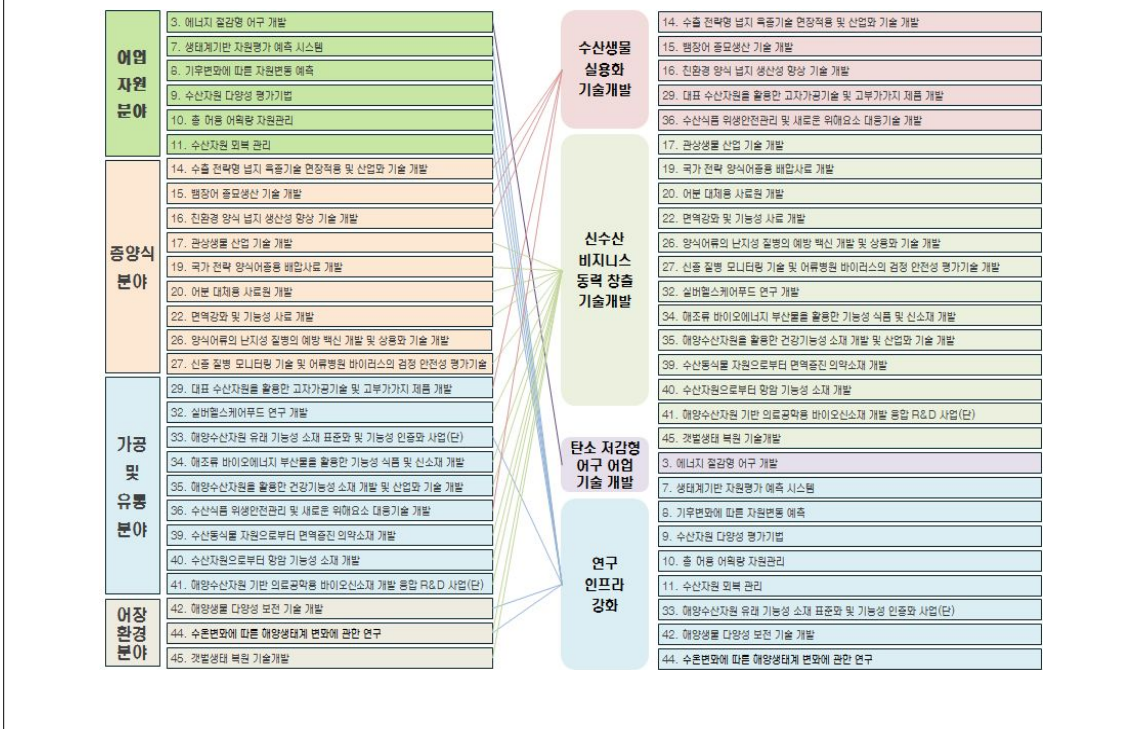 어업
자원
분야
3. 에너지 절감형 어구 개발
7. 생태계기반 자원평가 예측 시스템
8. 기후변화에 따른 자원변동 예측
9. 수산자원 다양성 평가기법
10. 총 허용 어획량 자원관리
11. 수산자원 회복 관리
증양식
분야
14. 수출 전략형 넙치 육종기술 현장적용 및 산업화 기술 개발
15. 뱀장어 종묘생산 기술 개발
16. 친환경 양식 넙치 생산성 향상 기술 개발
17. 관상생물 산업 기술 개발
19. 국가 전략 양식어종용 배합사료 개발
20. 어분 대체용 사료원 개발
22. 면역강화 및 기능성 사료 개발
26. 양식어류의 난치성 질병의 예방 백신 개발 및 상용화 기술 개발
27. 신종 질병 모니터링 기술 및 어류병원 바이러스의 검정 안전성 평가기술
가공
및
유통
분야
29. 대표 수산자원을 활용한 고차가공기술 및 고부가가치 제품 개발
32. 실버헬스케어푸드 연구 개발
33. 해양수산자원 유래 기능성 소재 표준화 및 기능성 인증화 사업(단)
34. 해조류 바이오에너지 부산물을 활용한 기능성 식품 및 신소재 개발
35. 해양수산자원을 활용한 건강기능성 소재 개발 및 산업화 기술 개발
36. 수산식품 위생안전관리 및 새로운 위해요소 대응기술 개발
39. 수산동식물 자원으로부터 면역증진 의약소재 개발
40. 수산자원으로부터 항암 기능성 소재 개발
41. 해양수산자원 기반 의료공학용 바이오신소재 개발 융합 R&D 사업(단)
어장
환경
분야
42. 해양생물 다양성 보전 기술 개발
44. 수온변화에 따른 해양생태계 변화에 관한 연구
45. 갯벌생태 복원 기술개발
수산생물
실용화
기술개발
신수산
비지니스
동력 창출
기술개발
탄소 저감형
어구 어업
기술 개발
연구
인프라
강화
14. 수출 전략형 넙치 육종기술 현장적용 및 산업화 기술 개발
15. 뱀장어 종묘생산 기술 개발
16. 친환경 양식 넙치 생산성 향상 기술 개발
29. 대표 수산자원을 활용한 고차가공기술 및 고부가가치 제품 개발
36. 수산식품 위생안전관리 및 새로운 위해요소 대응기술 개발
17. 관상생물 산업 기술 개발
19. 국가 전략 양식어종용 배합사료 개발
20. 어분 대체용 사료원 개발
22. 면역강화 및 기능성 사료 개발
26. 양식어류의 난치성 질병의 예방 백신 개발 및 상용화 기술 개발
27. 신종 질병 모니터링 기술 및 어류병원 바이러스의 검정 안전성 평가기술 개발
32. 실버헬스케어푸드 연구 개발
34. 해조류 바이오에너지 부산물을 활용한 기능성 식품 및 신소재 개발
35. 해양수산자원을 활용한 건강기능성 소재 개발 및 산업화 기술 개발
39. 수산동식물 자원으로부터 면역증진 의약소재 개발
40. 수산자원으로부터 항암 기능성 소재 개발
41. 해양수산자원 기반 의료공학용 바이오신소재 개발 융합 R&D 사업(단)
45. 갯벌생태 복원 기술개발
3. 에너지 절감형 어구 개발
7. 생태계기반 자원평가 예측 시스템
8. 기후변화에 따른 자원변동 예측
9. 수산자원 다양성 평가기법
10. 총 허용 어획량 자원관리
11. 수산자원 회복 관리
33. 해양수산자원 유래 기능성 소재 표준화 및 기능성 인증화 사업(단)
42. 해양생물 다양성 보전 기술 개발
44. 수온변화에 따른 해양생태계 변화에 관한 연구